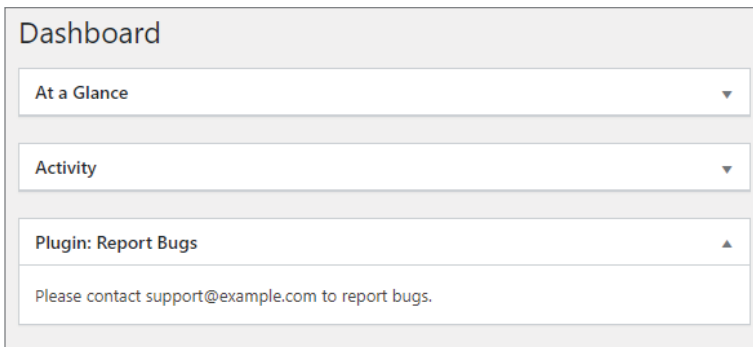 Dashboard
At a Glance
Activity
Plugin: Report Bugs
Please contact support@example.com to report bugs.